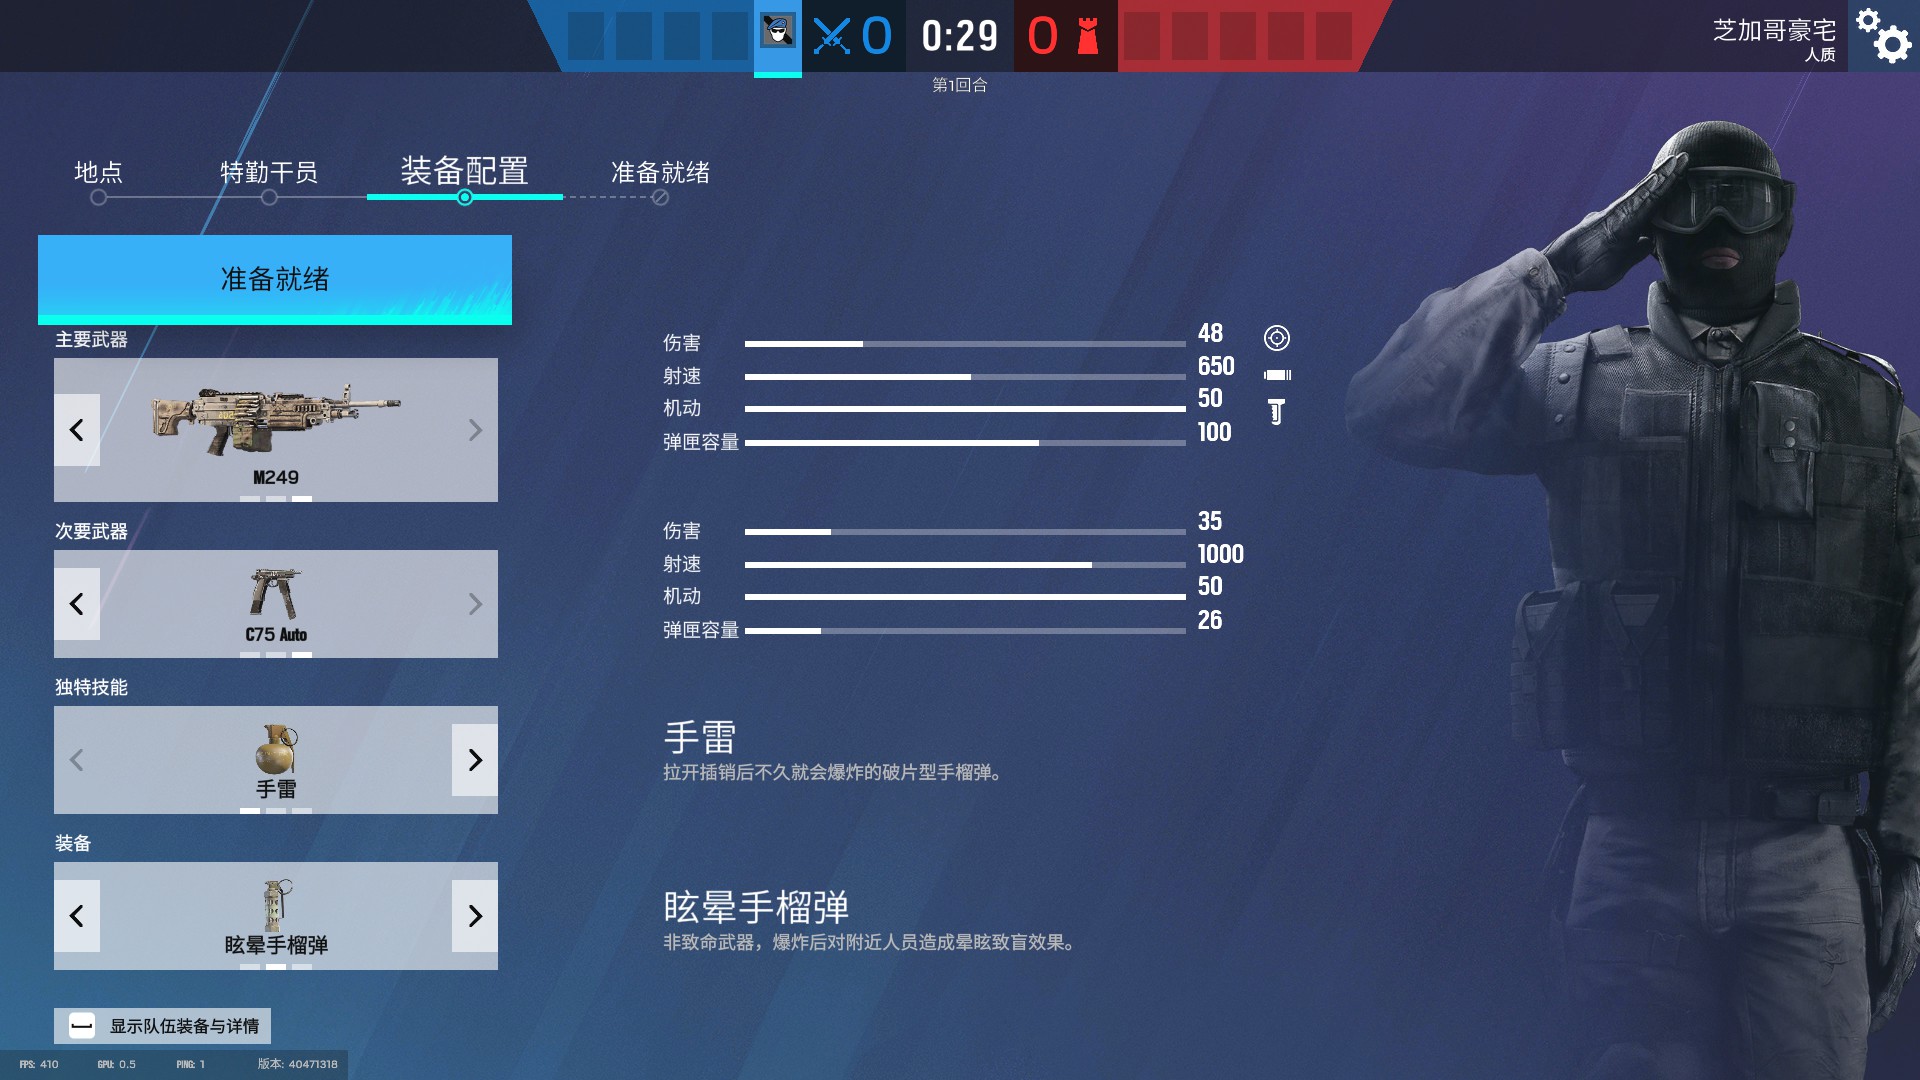 0
0:29
0
芝加哥豪宅
人质
第1回合
地点
特勤干员
装备配置
准备就绪
准备就绪
主要武器
M249
次要武器
C75 Auto
独特技能
手雷
装备
眩晕手榴弹
伤害 48
射速 650
机动 50
弹匣容量 100
伤害 35
射速 1000
机动 50
弹匣容量 26
手雷
拉开插销后不久就会爆炸的破片型手榴弹。
眩晕手榴弹
非致命武器，爆炸后对附近人员造成晕眩致盲效果。
显示队伍装备与详情
FPS: 410 GPU: 0.5 PING: 1 版本: 40471318